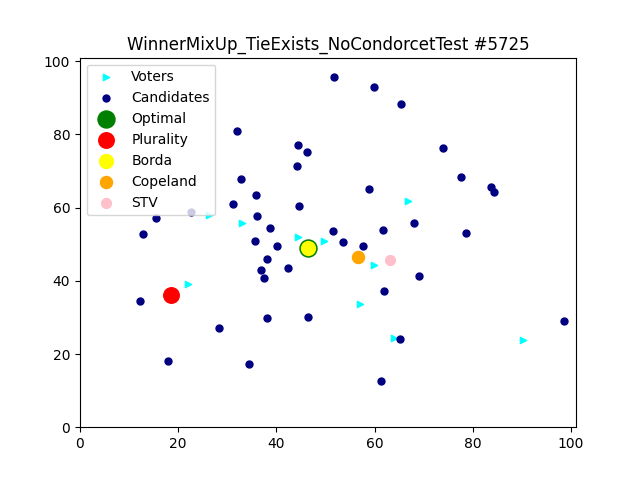 WinnerMixUp_TieExists_NoCondorcetTest #5725
Voters
Candidates
Optimal
Plurality
Borda
Copeland
STV
100
80
60
40
20
0
0 20 40 60 80 100